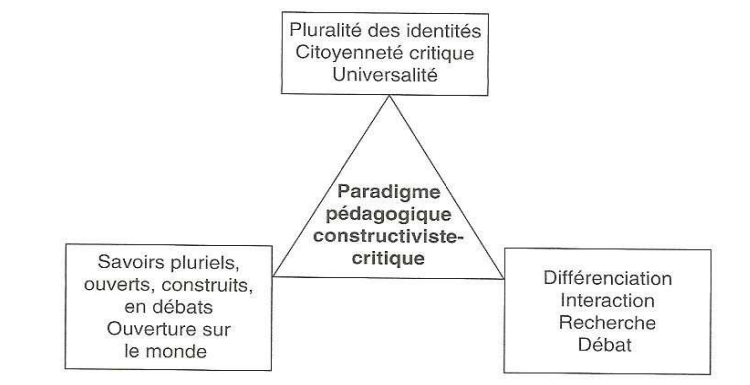 Pluralité des identités
Citoyenneté critique
Universalité
Paradigme
pédagogique
constructiviste-
critique
Savoirs pluriels,
ouverts, construits,
en débats
Ouverture sur
le monde
Différenciation
Interaction
Recherche
Débat